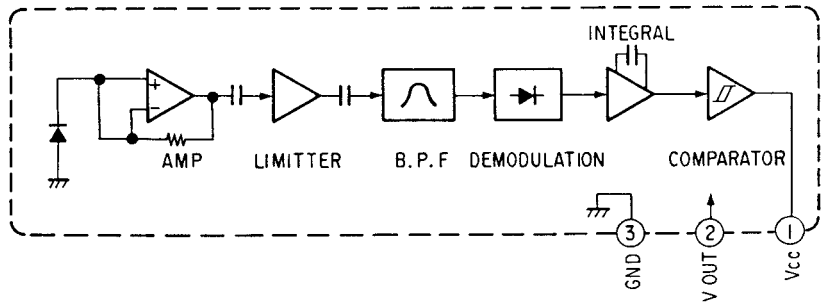 INTEGRAL
+
−
AMP
LIMITTER
B.P.F
DEMODULATION
COMPARATOR
3
2
1
GND
V OUT
Vcc